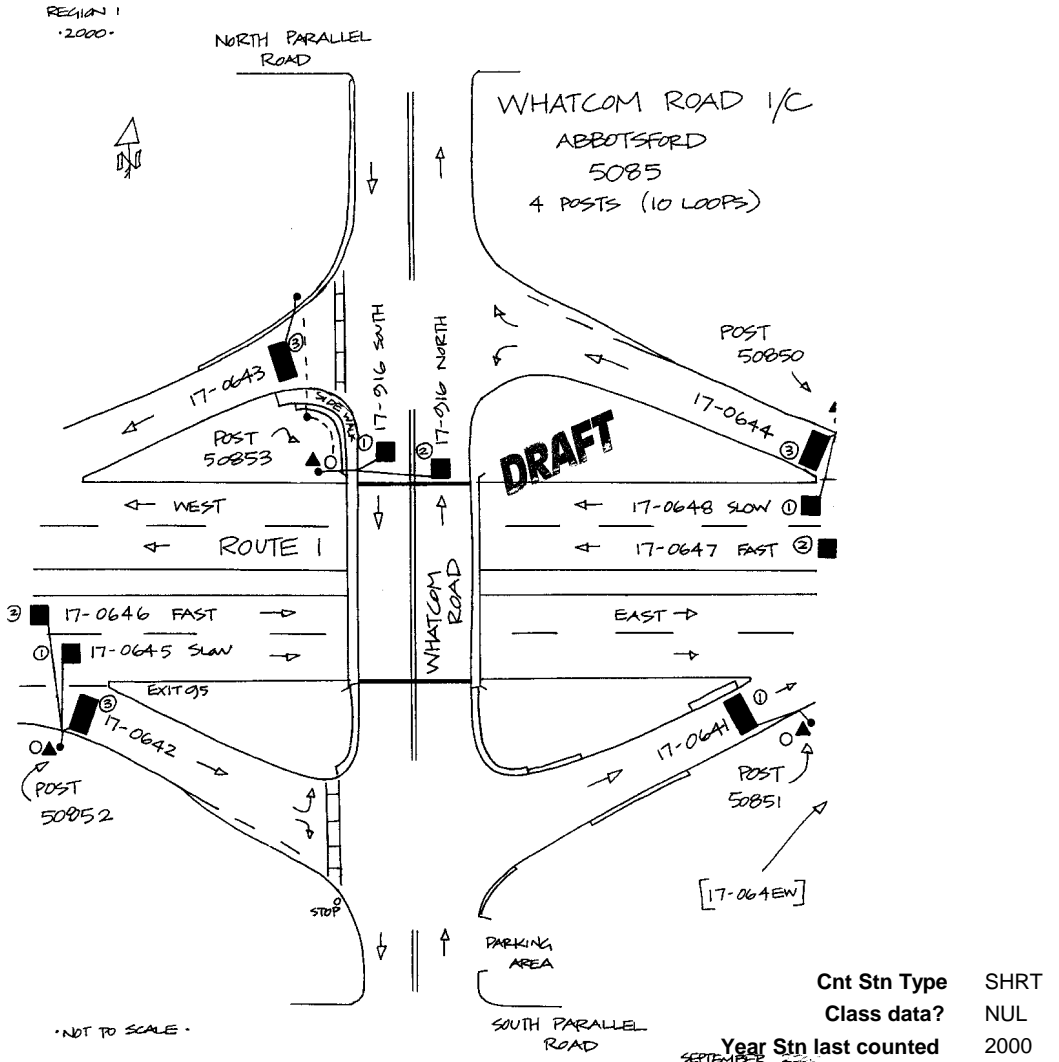 REGION 1
·2000·
NORTH PARALLEL
ROAD
WHATCOM ROAD I/C
ABBOTSFORD
5085
4 POSTS (10 LOOPS)
N
17-916 SOUTH
17-916 NORTH
POST
50850
③
17-0643
17-0644
③
SIDEWALK
POST
50853
①
②
DRAFT
WEST
17-0648 SLOW ①
ROUTE 1
17-0647 FAST ②
WHATCOM
ROAD
17-0646 FAST
EAST
① 17-0645 SLOW
EXIT 95
③
17-0642
①
17-0641
POST
50852
POST
50851
[17-064EW]
STOP
PARKING
AREA
·NOT TO SCALE·
SOUTH PARALLEL
ROAD
SEPTEMBER
Cnt Stn Type SHRT
Class data? NUL
Year Stn last counted 2000